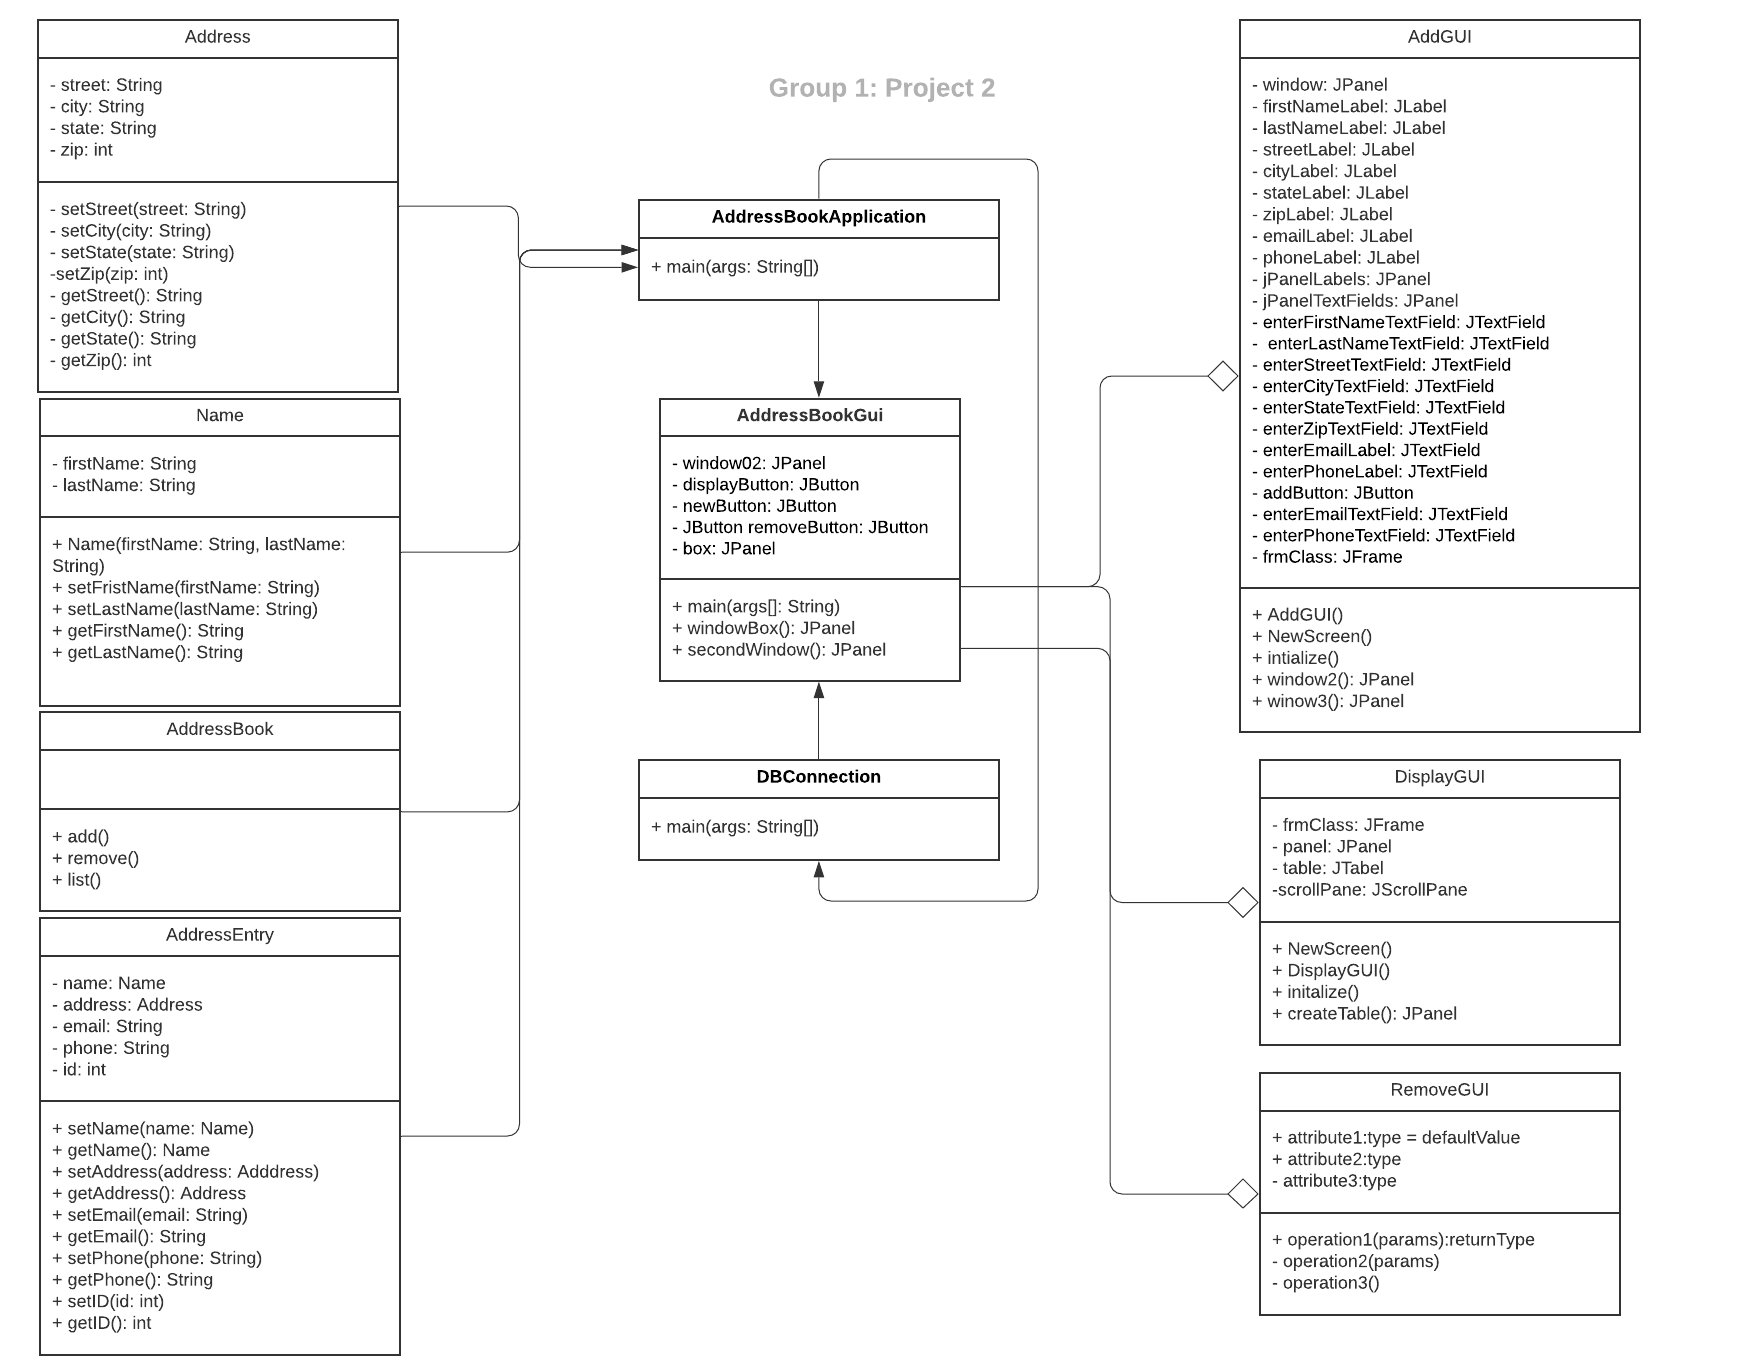 Address
- street: String
- city: String
- state: String
- zip: int
- setStreet(street: String)
- setCity(city: String)
- setState(state: String)
-setZip(zip: int)
- getStreet(): String
- getCity(): String
- getState(): String
- getZip(): int
Name
- firstName: String
- lastName: String
+ Name(firstName: String, lastName:
String)
+ setFristName(firstName: String)
+ setLastName(lastName: String)
+ getFirstName(): String
+ getLastName(): String
AddressBook
+ add()
+ remove()
+ list()
AddressEntry
- name: Name
- address: Address
- email: String
- phone: String
- id: int
+ setName(name: Name)
+ getName(): Name
+ setAddress(address: Adddress)
+ getAddress(): Address
+ setEmail(email: String)
+ getEmail(): String
+ setPhone(phone: String)
+ getPhone(): String
+ setID(id: int)
+ getID(): int
Group 1: Project 2
AddressBookApplication
+ main(args: String[])
AddressBookGui
- window02: JPanel
- displayButton: JButton
- newButton: JButton
- JButton removeButton: JButton
- box: JPanel
+ main(args[]: String)
+ windowBox(): JPanel
+ secondWindow(): JPanel
DBConnection
+ main(args: String[])
AddGUI
- window: JPanel
- firstNameLabel: JLabel
- lastNameLabel: JLabel
- streetLabel: JLabel
- cityLabel: JLabel
- stateLabel: JLabel
- zipLabel: JLabel
- emailLabel: JLabel
- phoneLabel: JLabel
- jPanelLabels: JPanel
- jPanelTextFields: JPanel
- enterFirstNameTextField: JTextField
-  enterLastNameTextField: JTextField
- enterStreetTextField: JTextField
- enterCityTextField: JTextField
- enterStateTextField: JTextField
- enterZipTextField: JTextField
- enterEmailLabel: JTextField
- enterPhoneLabel: JTextField
- addButton: JButton
- enterEmailTextField: JTextField
- enterPhoneTextField: JTextField
- frmClass: JFrame
+ AddGUI()
+ NewScreen()
+ intialize()
+ window2(): JPanel
+ winow3(): JPanel
DisplayGUI
- frmClass: JFrame
- panel: JPanel
- table: JTabel
-scrollPane: JScrollPane
+ NewScreen()
+ DisplayGUI()
+ initalize()
+ createTable(): JPanel
RemoveGUI
+ attribute1:type = defaultValue
+ attribute2:type
- attribute3:type
+ operation1(params):returnType
- operation2(params)
- operation3()